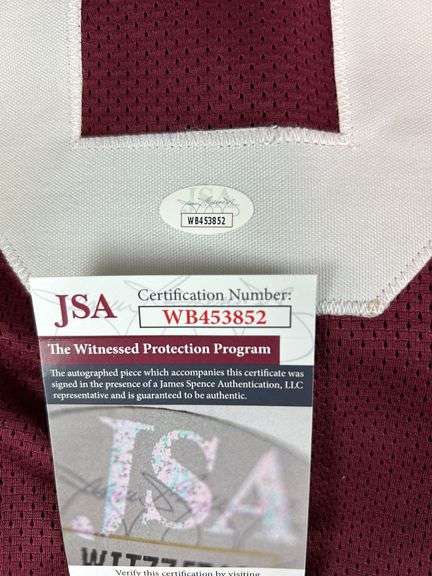 JSA
WB453852
JSA
Certification Number:
WB453852
The Witnessed Protection Program
The autographed piece which accompanies this certificate was
signed in the presence of a James Spence Authentication, LLC
representative and is guaranteed to be authentic.
JSA
Verify this certification by visiting